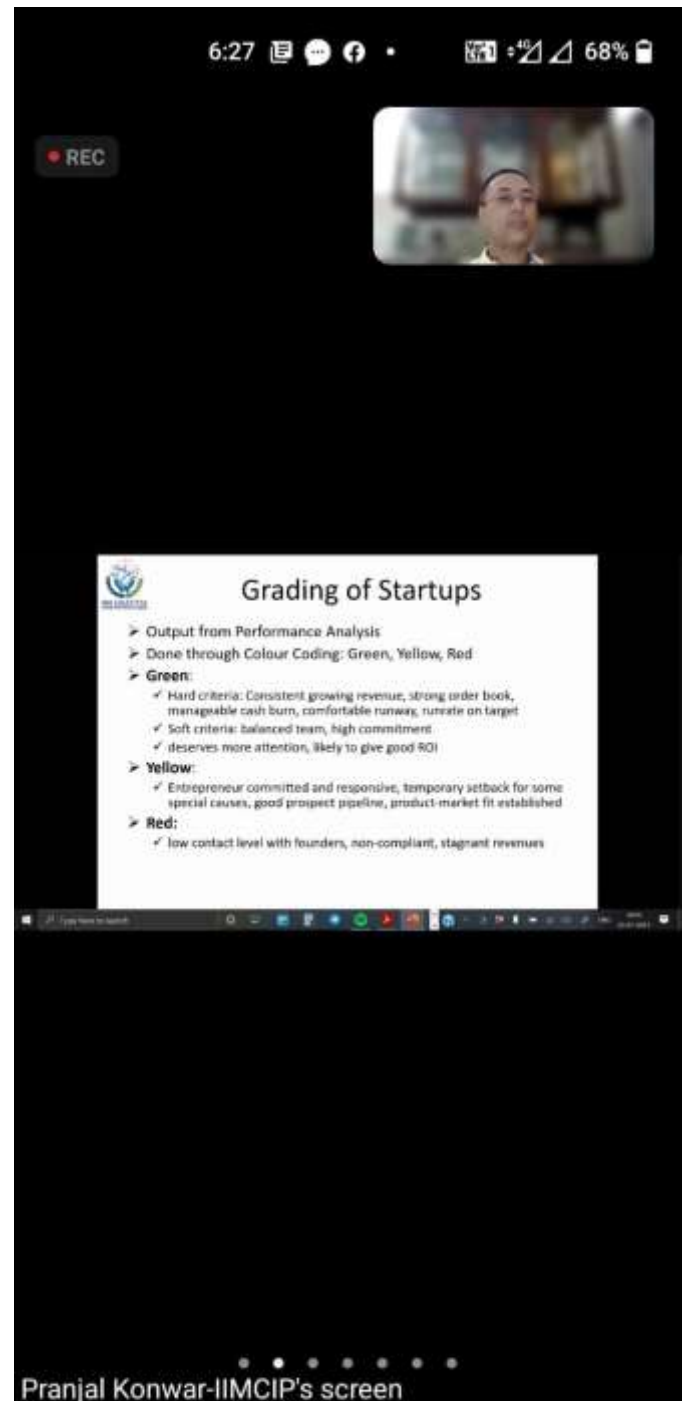 6:27
68%
REC
Grading of Startups
➢ Output from Performance Analysis
➢ Done through Colour Coding: Green, Yellow, Red
➢ Green:
✓ Hard criteria: Consistent growing revenue, strong order book,
manageable cash burn, comfortable runway, runrate on target
✓ Soft criteria: balanced team, high commitment
✓ deserves more attention, likely to give good ROI
➢ Yellow:
✓ Entrepreneur committed and responsive, temporary setback for some
special causes, good prospect pipeline, product-market fit established
➢ Red:
✓ low contact level with founders, non-compliant, stagnant revenues
Type here to search
Pranjal Konwar-IIMCIP's screen